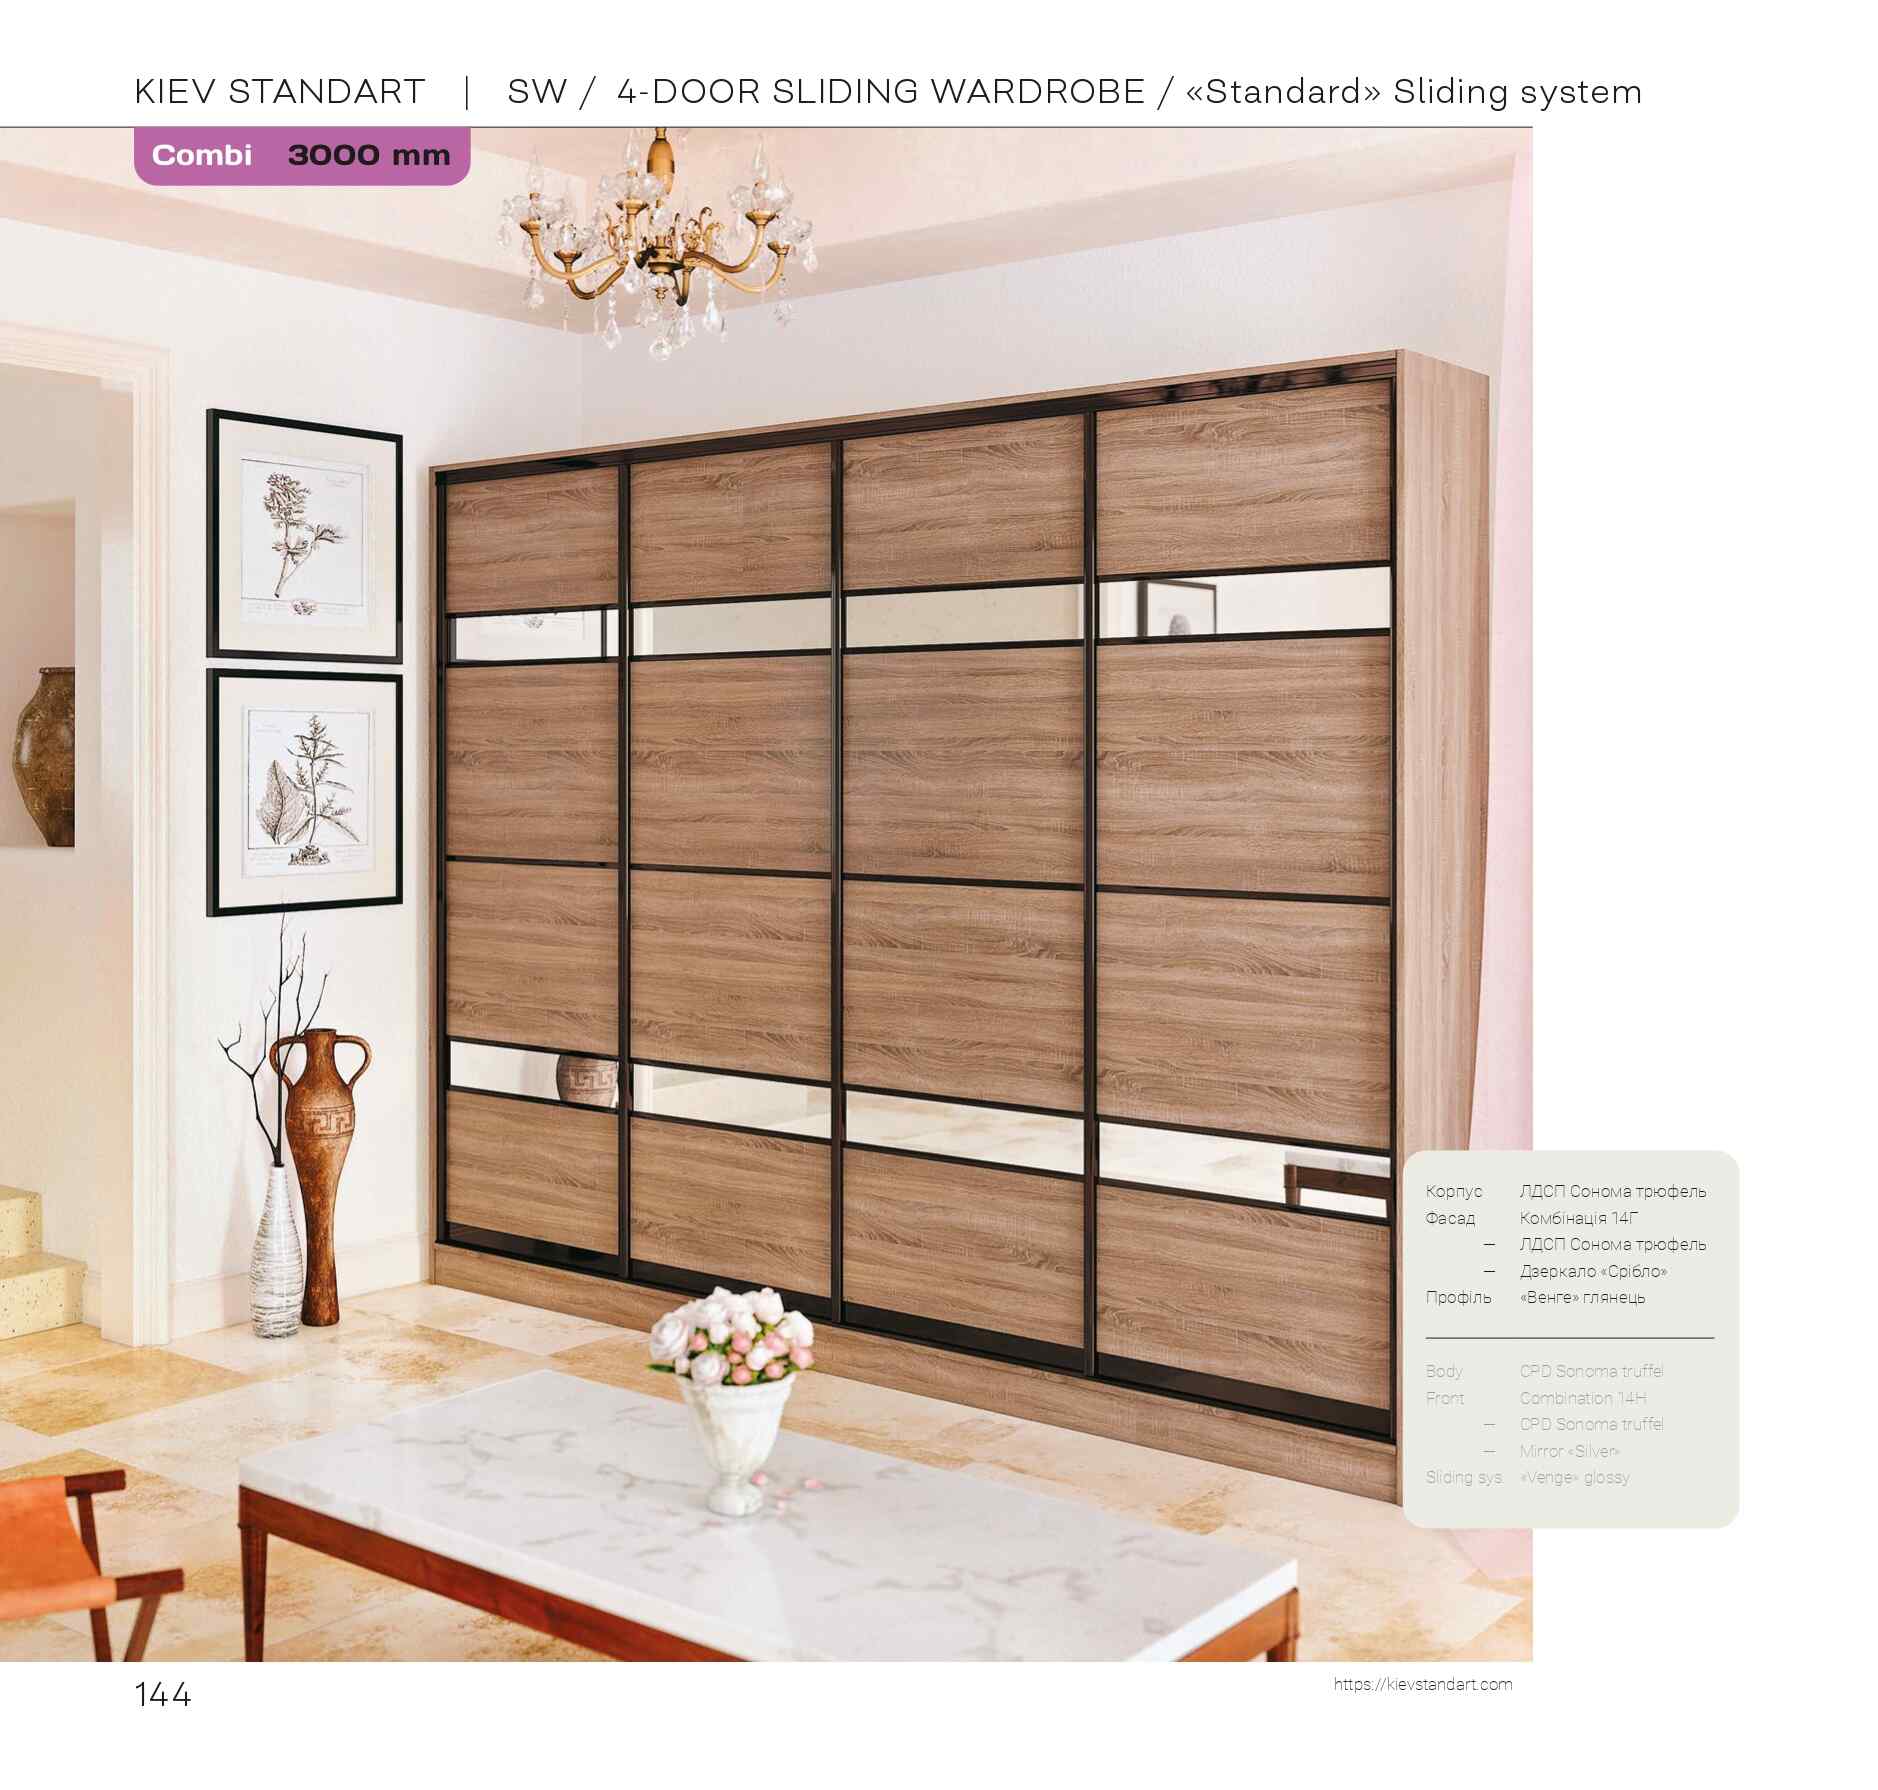 KIEV STANDART | SW / 4-DOOR SLIDING WARDROBE / «Standard» Sliding system
Combi 3000 mm
Корпус ЛДСП Сонома трюфель
Фасад Комбінація 14Г
— ЛДСП Сонома трюфель
— Дзеркало «Срібло»
Профіль «Венге» глянець
Body CPD Sonoma truffel
Front Combination 14H
— CPD Sonoma truffel
— Mirror «Silver»
Sliding sys. «Venge» glossy
144
https://kievstandart.com